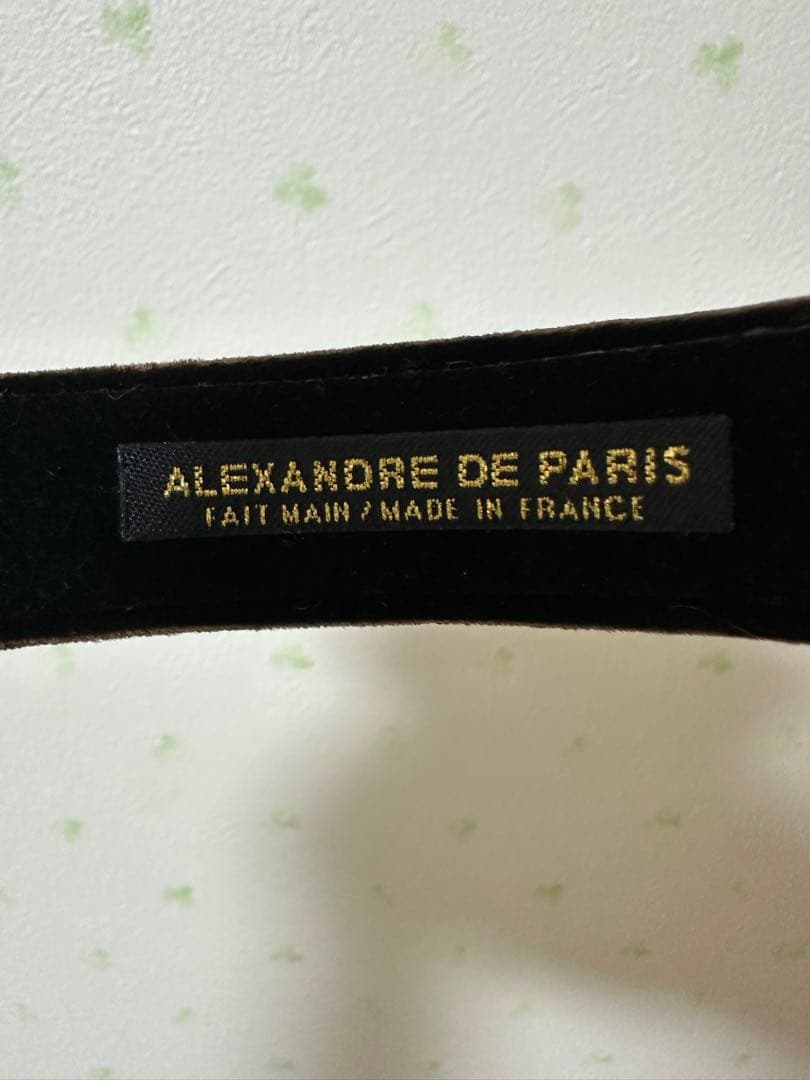 ALEXANDRE DE PARIS
FAIT MAIN / MADE IN FRANCE